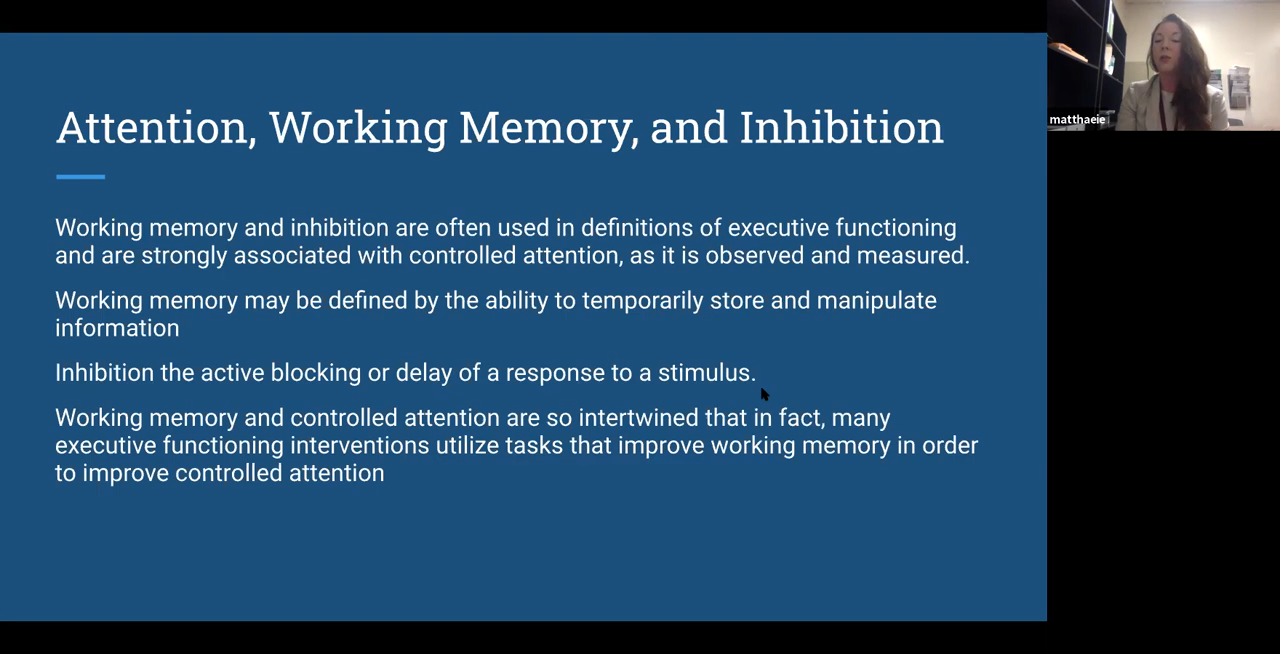 Attention, Working Memory, and Inhibition
Working memory and inhibition are often used in definitions of executive functioning
and are strongly associated with controlled attention, as it is observed and measured.
Working memory may be defined by the ability to temporarily store and manipulate
information
Inhibition the active blocking or delay of a response to a stimulus.
Working memory and controlled attention are so intertwined that in fact, many
executive functioning interventions utilize tasks that improve working memory in order
to improve controlled attention
matthaeie